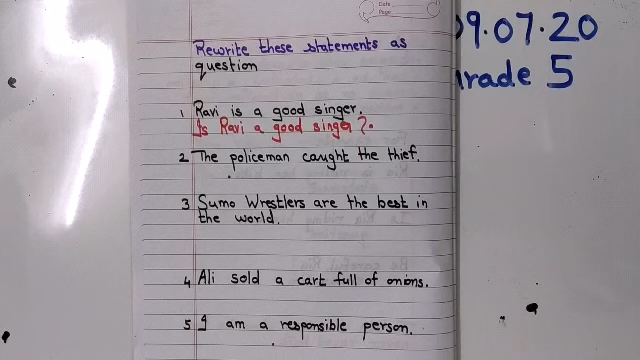 Date
Page
09.07.20
Grade 5
Rewrite these statements as
question
1 Ravi is a good singer.
Is Ravi a good singer?
2 The policeman caught the thief.
3 Sumo Wrestlers are the best in
the world.
4 Ali sold a cart full of onions.
5 I am a responsible person.